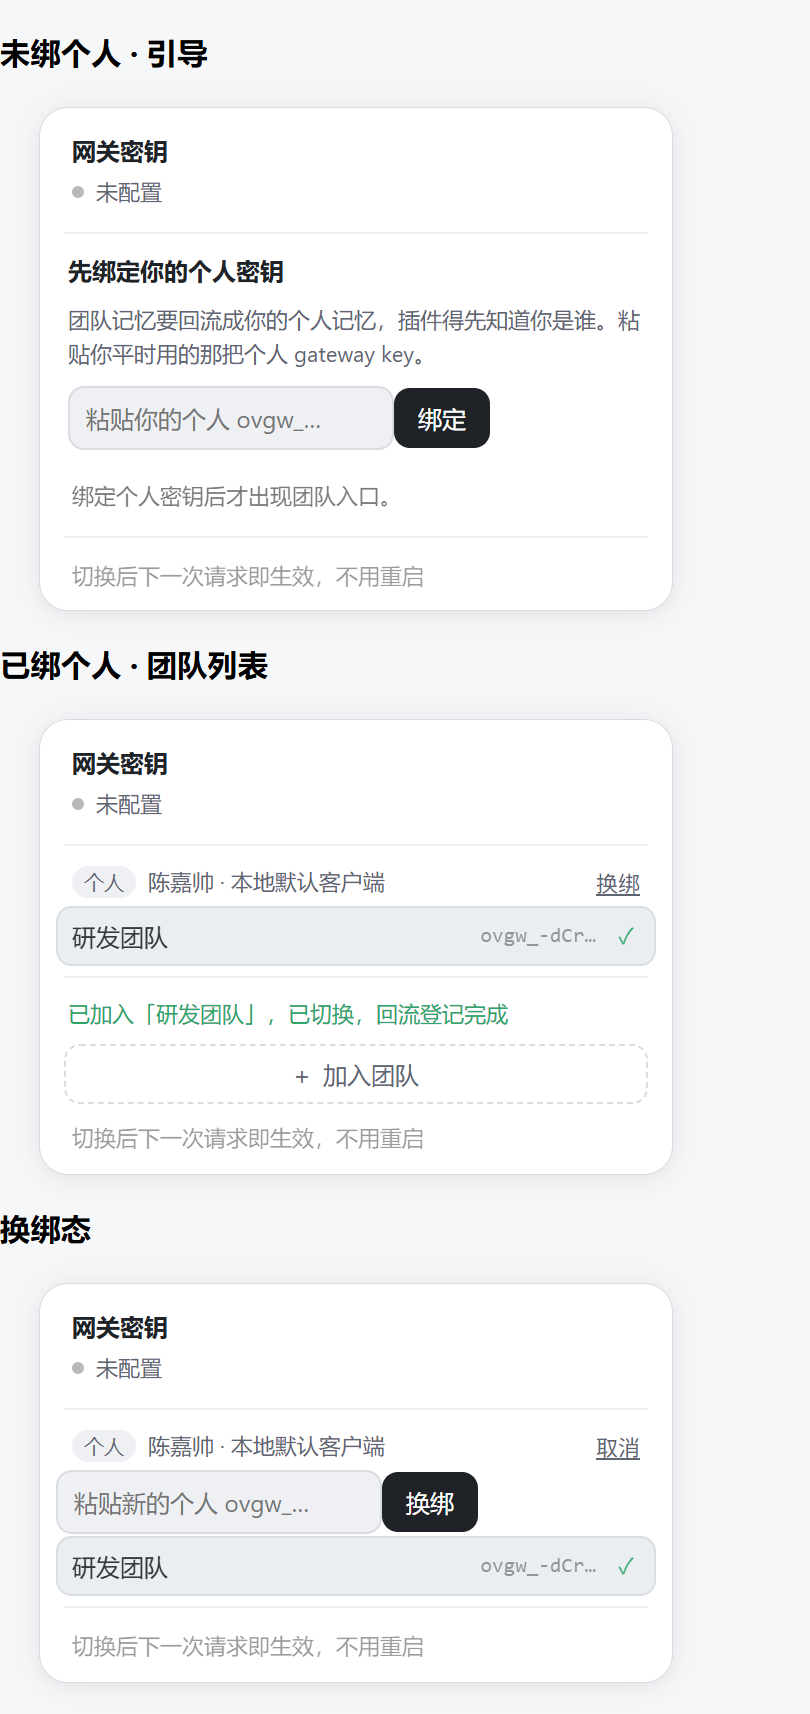 未绑个人 · 引导
网关密钥
未配置
先绑定你的个人密钥
团队记忆要回流成你的个人记忆，插件得先知道你是谁。粘
贴你平时用的那把个人 gateway key。
粘贴你的个人 ovgw_... 绑定
绑定个人密钥后才出现团队入口。
切换后下一次请求即生效，不用重启
已绑个人 · 团队列表
网关密钥
未配置
个人 陈嘉帅 · 本地默认客户端 换绑
研发团队 ovgw_-dCr… ✓
已加入「研发团队」，已切换，回流登记完成
+ 加入团队
切换后下一次请求即生效，不用重启
换绑态
网关密钥
未配置
个人 陈嘉帅 · 本地默认客户端 取消
粘贴新的个人 ovgw_... 换绑
研发团队 ovgw_-dCr… ✓
切换后下一次请求即生效，不用重启